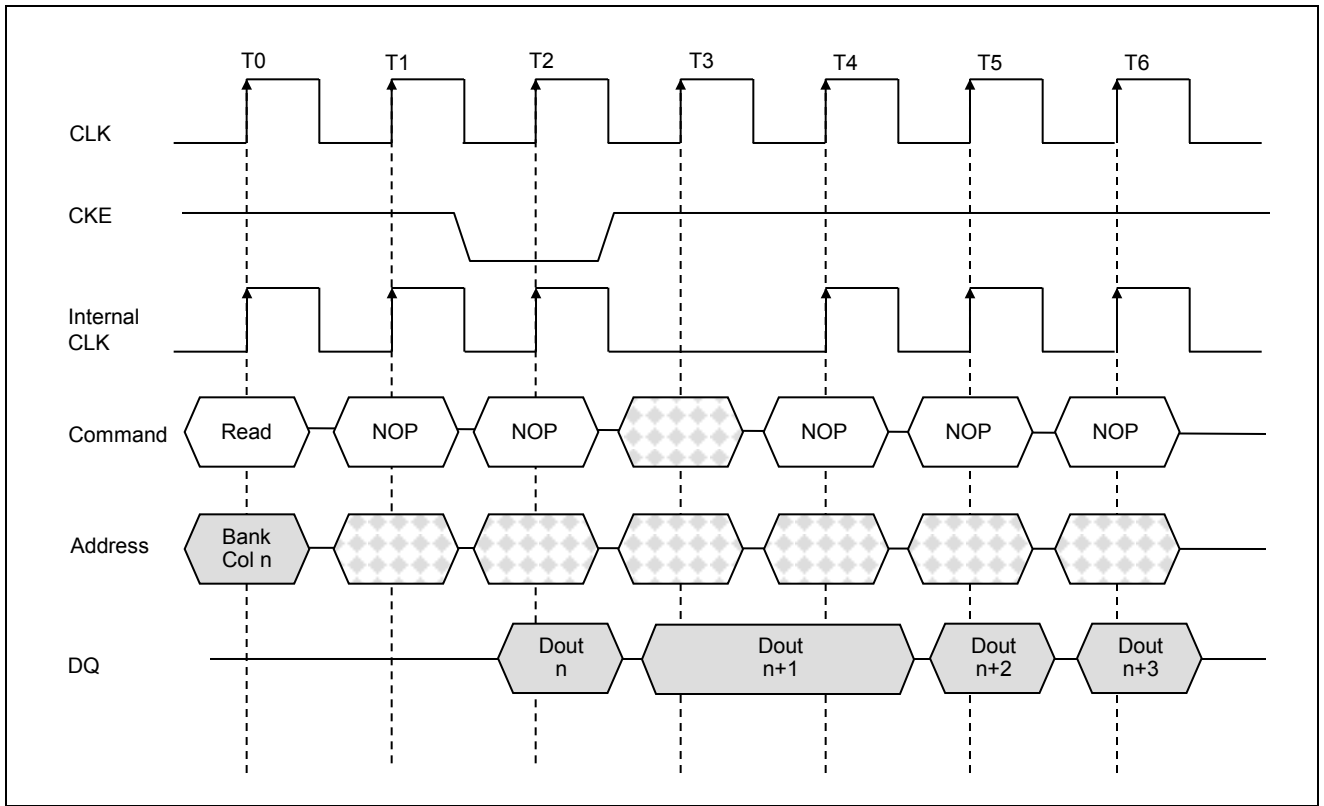 T0 T1 T2 T3 T4 T5 T6
CLK
CKE
Internal
CLK
Command Read NOP NOP NOP NOP NOP
Address Bank
Col n
DQ Dout
n
Dout
n+1
Dout
n+2
Dout
n+3